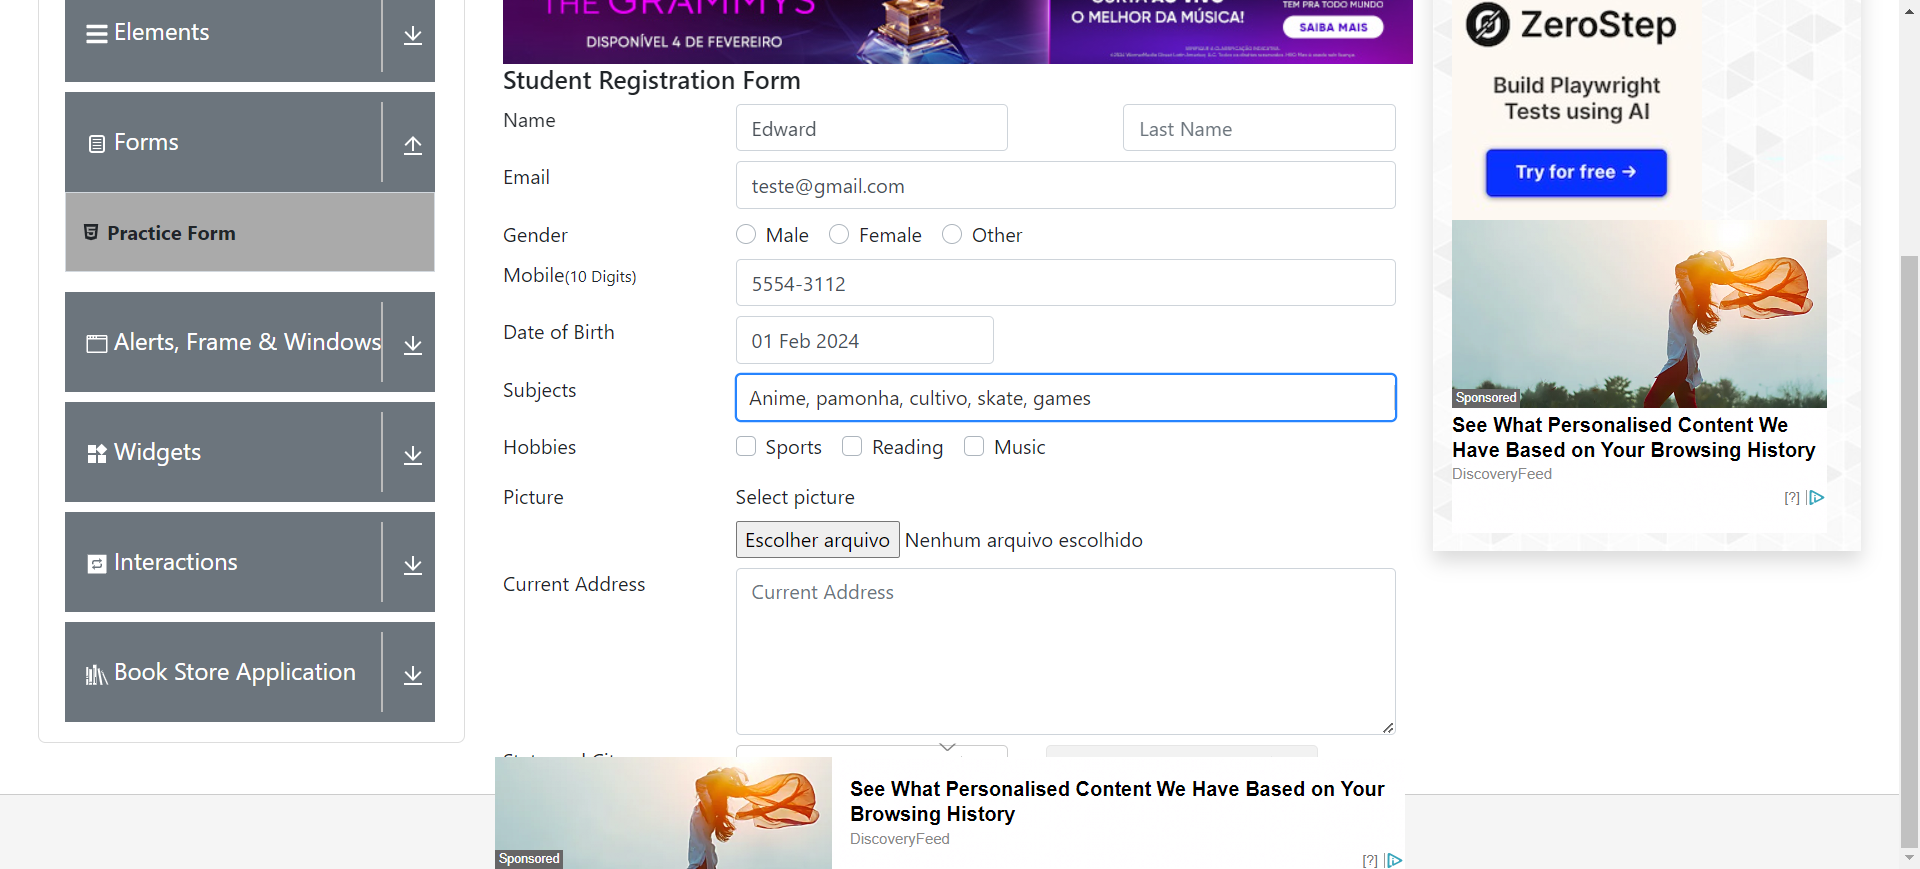 Elements
Forms
Practice Form
Alerts, Frame & Windows
Widgets
Interactions
Book Store Application
THE GRAMMYS
DISPONÍVEL 4 DE FEVEREIRO
O MELHOR DA MÚSICA!
TEM PRA TODO MUNDO
SAIBA MAIS
Student Registration Form
Name
Edward
Last Name
Email
teste@gmail.com
Gender
Male
Female
Other
Mobile(10 Digits)
5554-3112
Date of Birth
01 Feb 2024
Subjects
Anime, pamonha, cultivo, skate, games
Hobbies
Sports
Reading
Music
Picture
Select picture
Escolher arquivo
Nenhum arquivo escolhido
Current Address
Current Address
Sponsored
See What Personalised Content We Have Based on Your
Browsing History
DiscoveryFeed
[?]
ZeroStep
Build Playwright
Tests using AI
Try for free →
Sponsored
See What Personalised Content We
Have Based on Your Browsing History
DiscoveryFeed
[?]